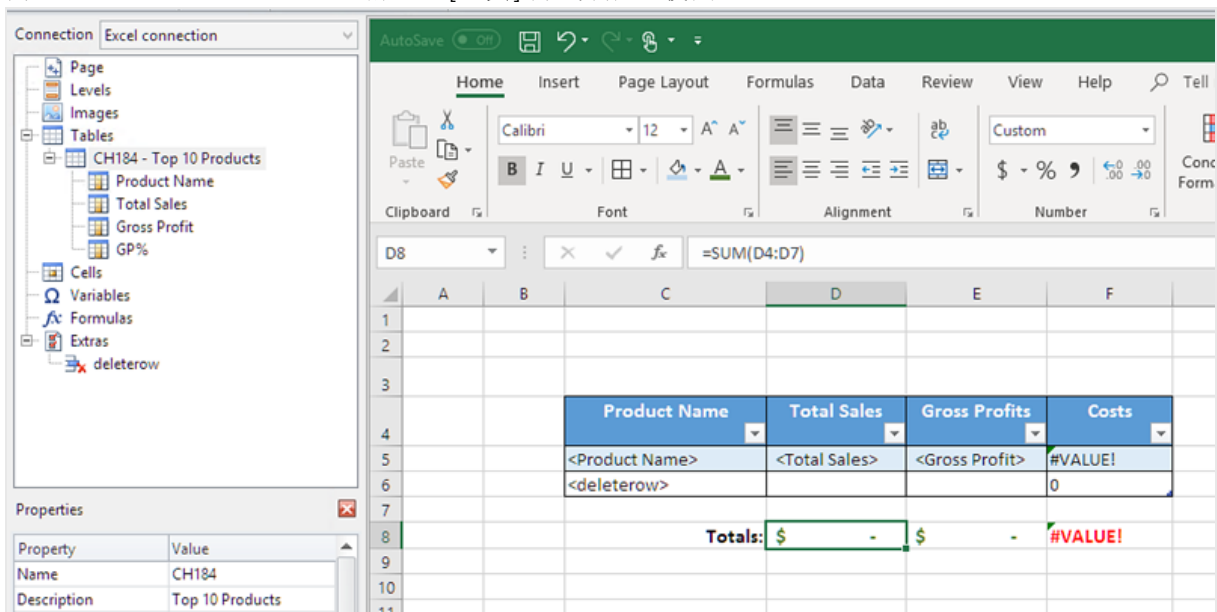 Connection Excel connection
Page
Levels
Images
Tables
CH184 - Top 10 Products
Product Name
Total Sales
Gross Profit
GP%
Cells
Variables
Formulas
Extras
deleterow
Properties
Property Value
Name CH184
Description Top 10 Products
AutoSave Off
Home Insert Page Layout Formulas Data Review View Help Tell
Paste Calibri 12 A A ab Custom
B I U A $ % Conc
Form
Clipboard Font Alignment Number
D8 fx =SUM(D4:D7)
A B C D E F
1
2
3
4 Product Name Total Sales Gross Profits Costs
5 <Product Name> <Total Sales> <Gross Profit> #VALUE!
6 <deleterow> 0
7
8 Totals: $ - $ - #VALUE!
9
10